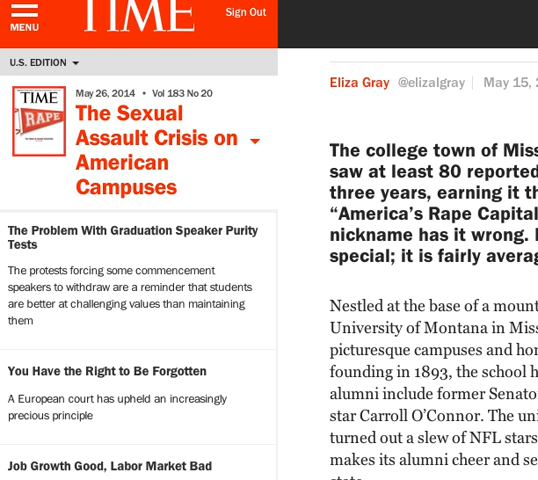 TIME
Sign Out
MENU
U.S. EDITION
TIME
RAPE
May 26, 2014 • Vol 183 No 20
The Sexual
Assault Crisis on
American
Campuses
The Problem With Graduation Speaker Purity
Tests
The protests forcing some commencement
speakers to withdraw are a reminder that students
are better at challenging values than maintaining
them
You Have the Right to Be Forgotten
A European court has upheld an increasingly
precious principle
Job Growth Good, Labor Market Bad
Eliza Gray @elizalgray May 15, 2
The college town of Miss
saw at least 80 reported
three years, earning it th
“America’s Rape Capital
nickname has it wrong.
special; it is fairly averag
Nestled at the base of a mount
University of Montana in Miss
picturesque campuses and hon
founding in 1893, the school h
alumni include former Senato
star Carroll O’Connor. The uni
turned out a slew of NFL stars
makes its alumni cheer and se